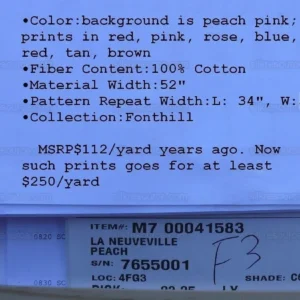 •Color:background is peach pink;
prints in red, pink, rose, blue,
red, tan, brown
•Fiber Content:100% Cotton
•Material Width:52"
•Pattern Repeat Width:L: 34", W:
•Collection:Fonthill
MSRP$112/yard years ago. Now
such prints goes for at least
$250/yard
ITEM#: M7 00041583
LA NEUVEVILLE
PEACH
S/N: 7655001
LOC: 4FG3
SHADE:
F3